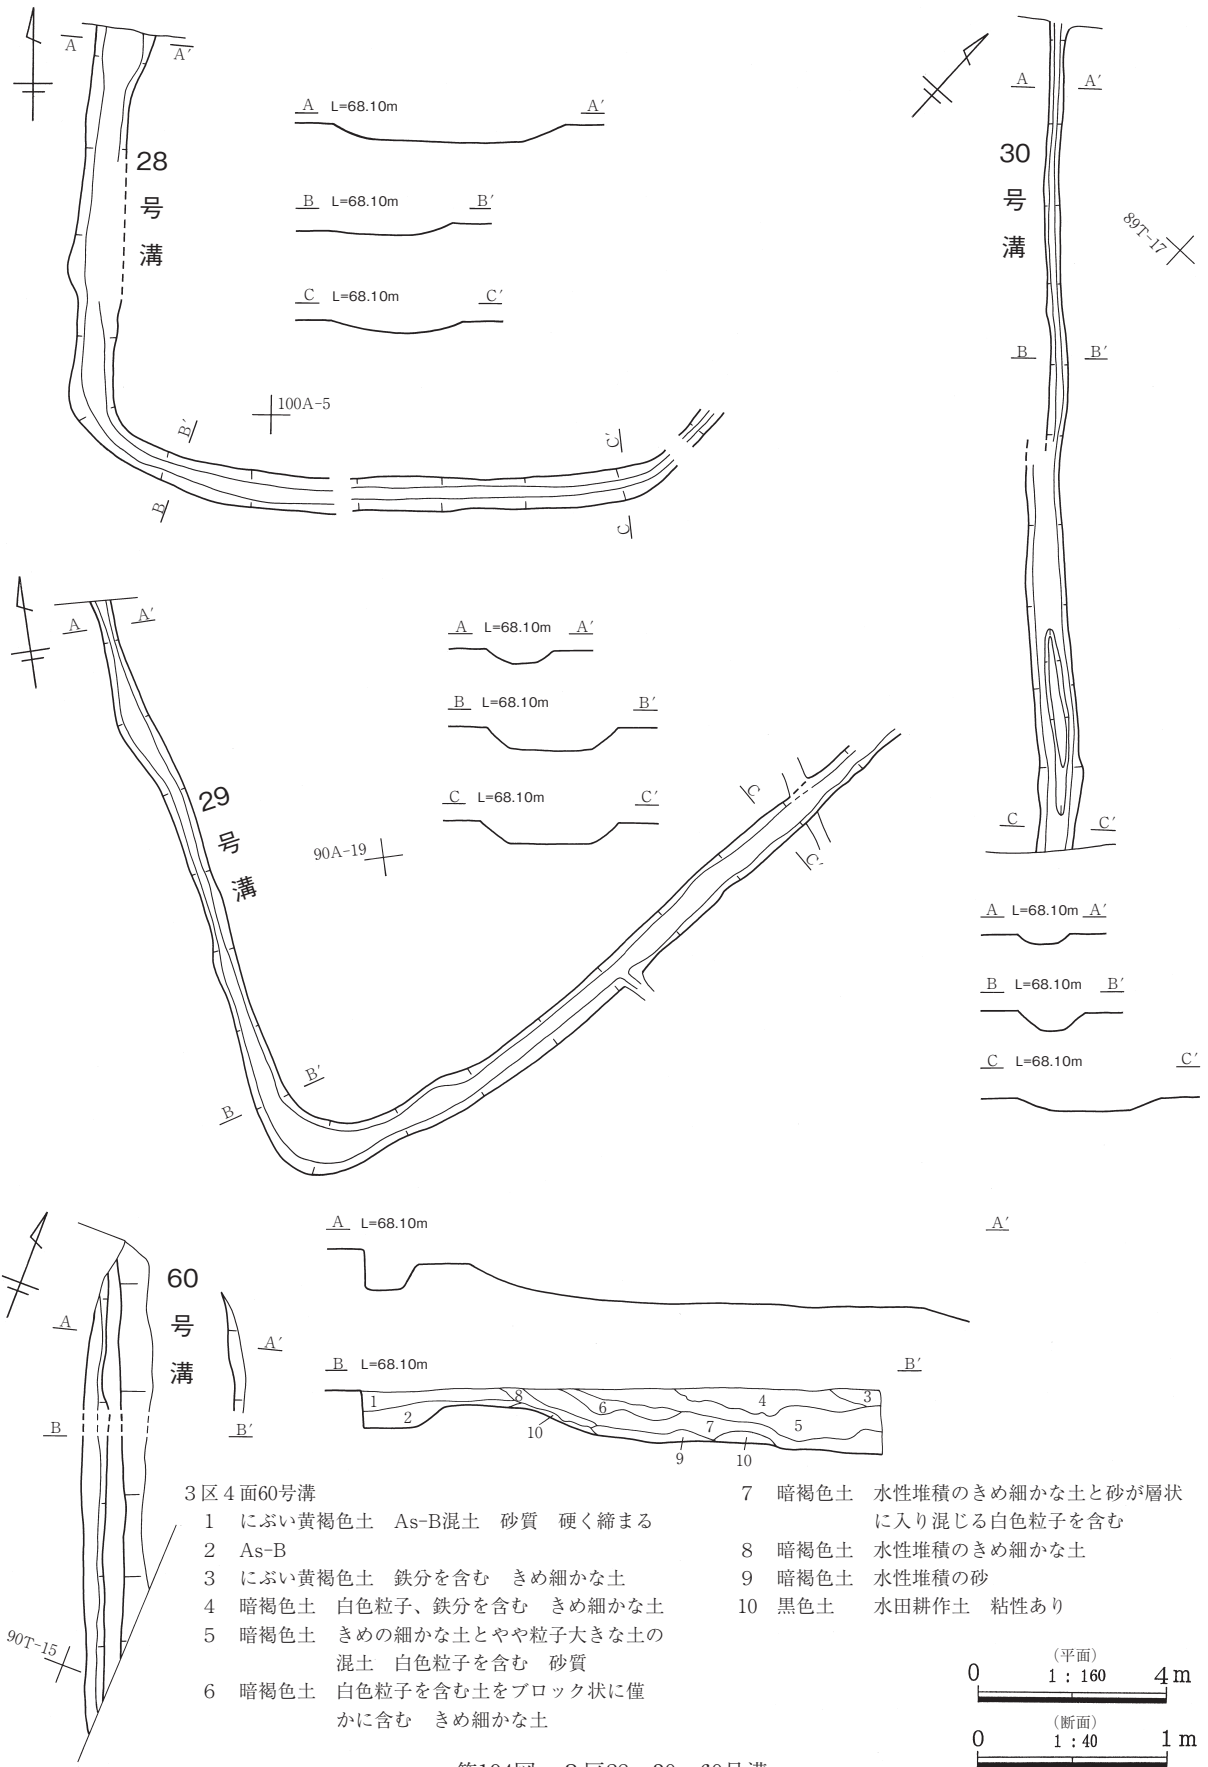 A
A′
28
号
溝
A L=68.10m A′
B L=68.10m B′
C L=68.10m C′
100A-5
B′
B
C′
C
30
号
溝
A A′
89T-17
B B′
C C′
A L=68.10m A′
B L=68.10m B′
C L=68.10m C′
A A′
29
号
溝
A L=68.10m A′
B L=68.10m B′
C L=68.10m C′
90A-19
C
C′
B′
B
60
号
溝
A A′
B B′
90T-15
A L=68.10m A′
B L=68.10m B′
1 2 8 10 6 7 9 10 4 5 3
3区4面60号溝
1 にぶい黄褐色土 As-B混土 砂質 硬く締まる
2 As-B
3 にぶい黄褐色土 鉄分を含む きめ細かな土
4 暗褐色土 白色粒子、鉄分を含む きめ細かな土
5 暗褐色土 きめの細かな土とやや粒子大きな土の
混土 白色粒子を含む 砂質
6 暗褐色土 白色粒子を含む土をブロック状に僅
かに含む きめ細かな土
7 暗褐色土 水性堆積のきめ細かな土と砂が層状
に入り混じる白色粒子を含む
8 暗褐色土 水性堆積のきめ細かな土
9 暗褐色土 水性堆積の砂
10 黒色土 水田耕作土 粘性あり
(平面)
0 1:160 4m
(断面)
0 1:40 1m